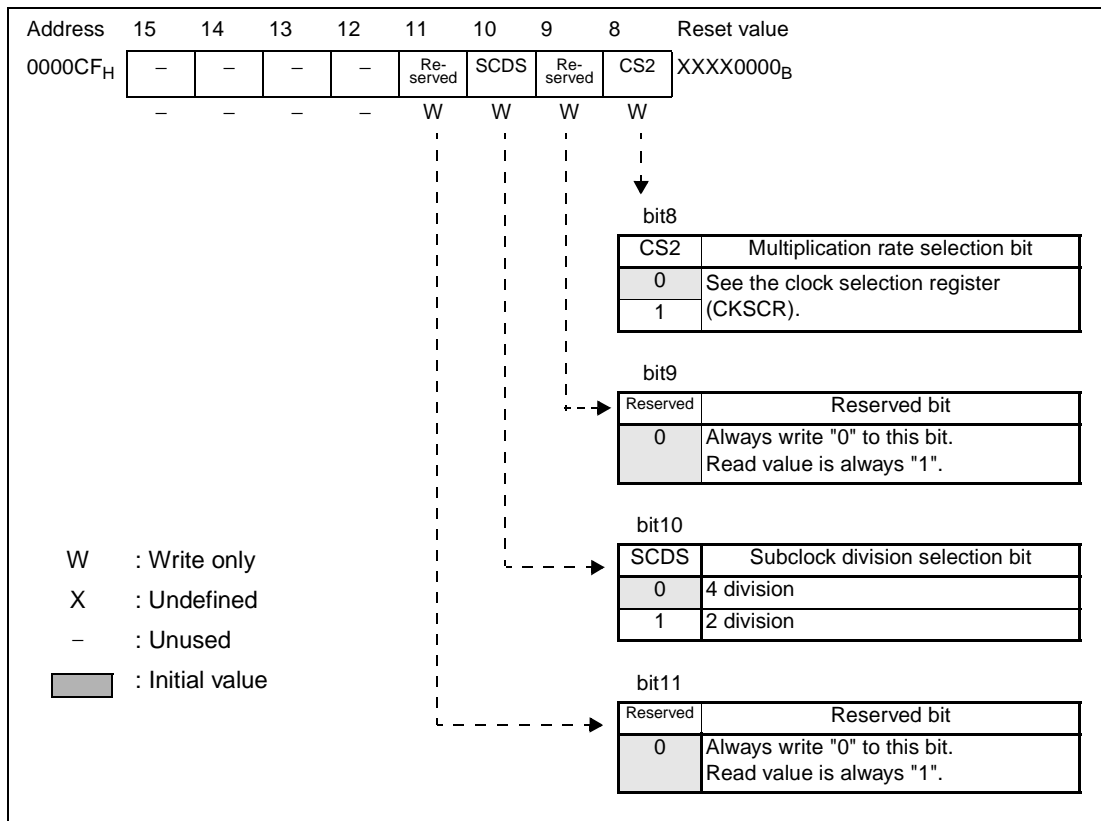 Address 15 14 13 12 11 10 9 8 Reset value
0000CFH – – – – Re-served SCDS Re-served CS2 XXXX0000B
– – – – W W W W
bit8
CS2 Multiplication rate selection bit
0 See the clock selection register
1 (CKSCR).
bit9
Reserved Reserved bit
0 Always write "0" to this bit.
Read value is always "1".
bit10
SCDS Subclock division selection bit
0 4 division
1 2 division
bit11
Reserved Reserved bit
0 Always write "0" to this bit.
Read value is always "1".
W : Write only
X : Undefined
– : Unused
: Initial value